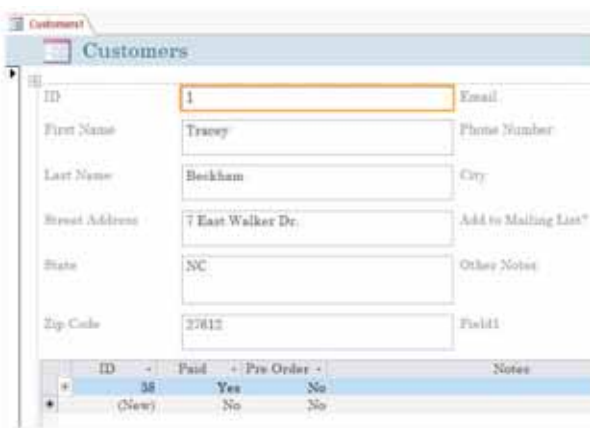 Customers1
Customers
ID 1 Email
First Name Tracey Phone Number
Last Name Beckham City
Street Address 7 East Walker Dr. Add to Mailing List?
State NC Other Notes
Zip Code 27612 Field1
ID Paid Pre Order Notes
38 Yes No
(New) No No